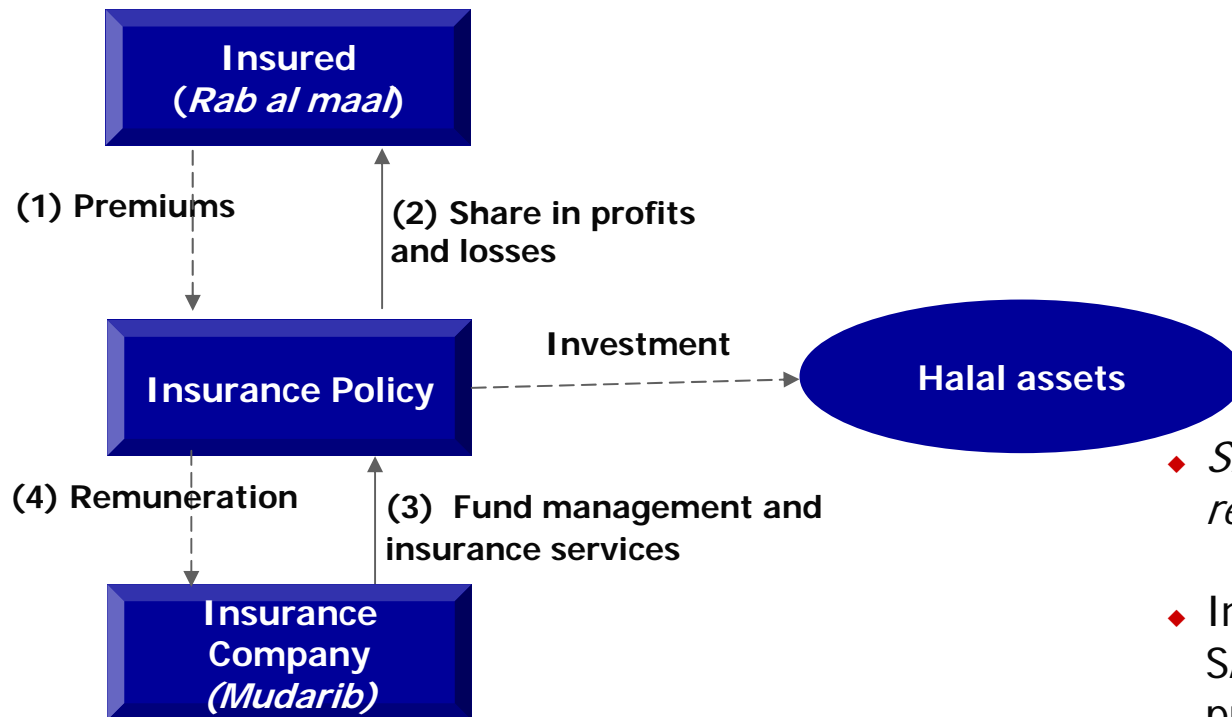 Insured
(Rab al maal)
(1) Premiums
(2) Share in profits
and losses
Investment
Insurance Policy
Halal assets
(4) Remuneration
(3) Fund management and
insurance services
Insurance
Company
(Mudarib)